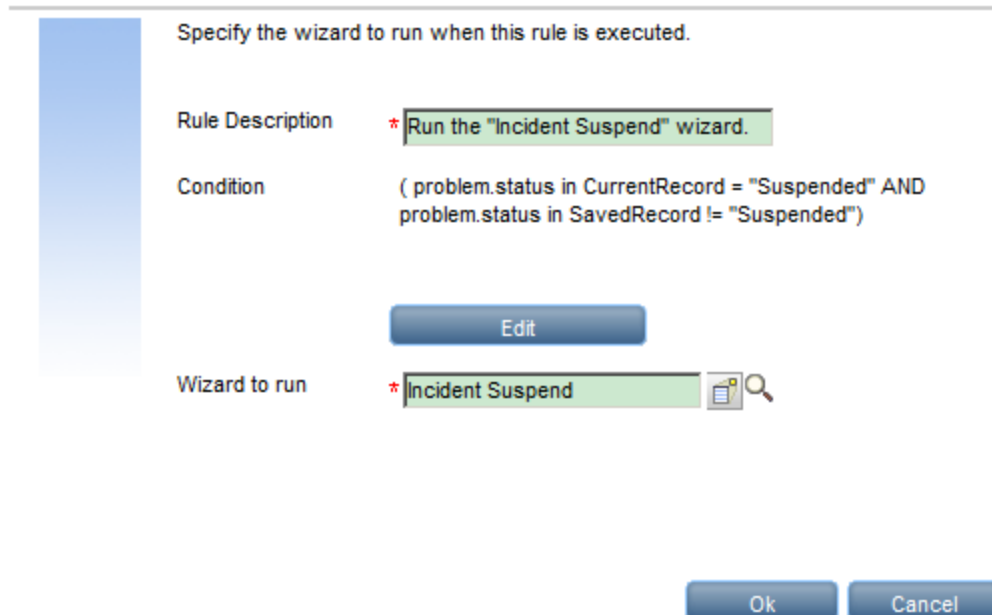 Specify the wizard to run when this rule is executed.
Rule Description * Run the "Incident Suspend" wizard.
Condition ( problem.status in CurrentRecord = "Suspended" AND
problem.status in SavedRecord != "Suspended")
Edit
Wizard to run * Incident Suspend
Ok Cancel